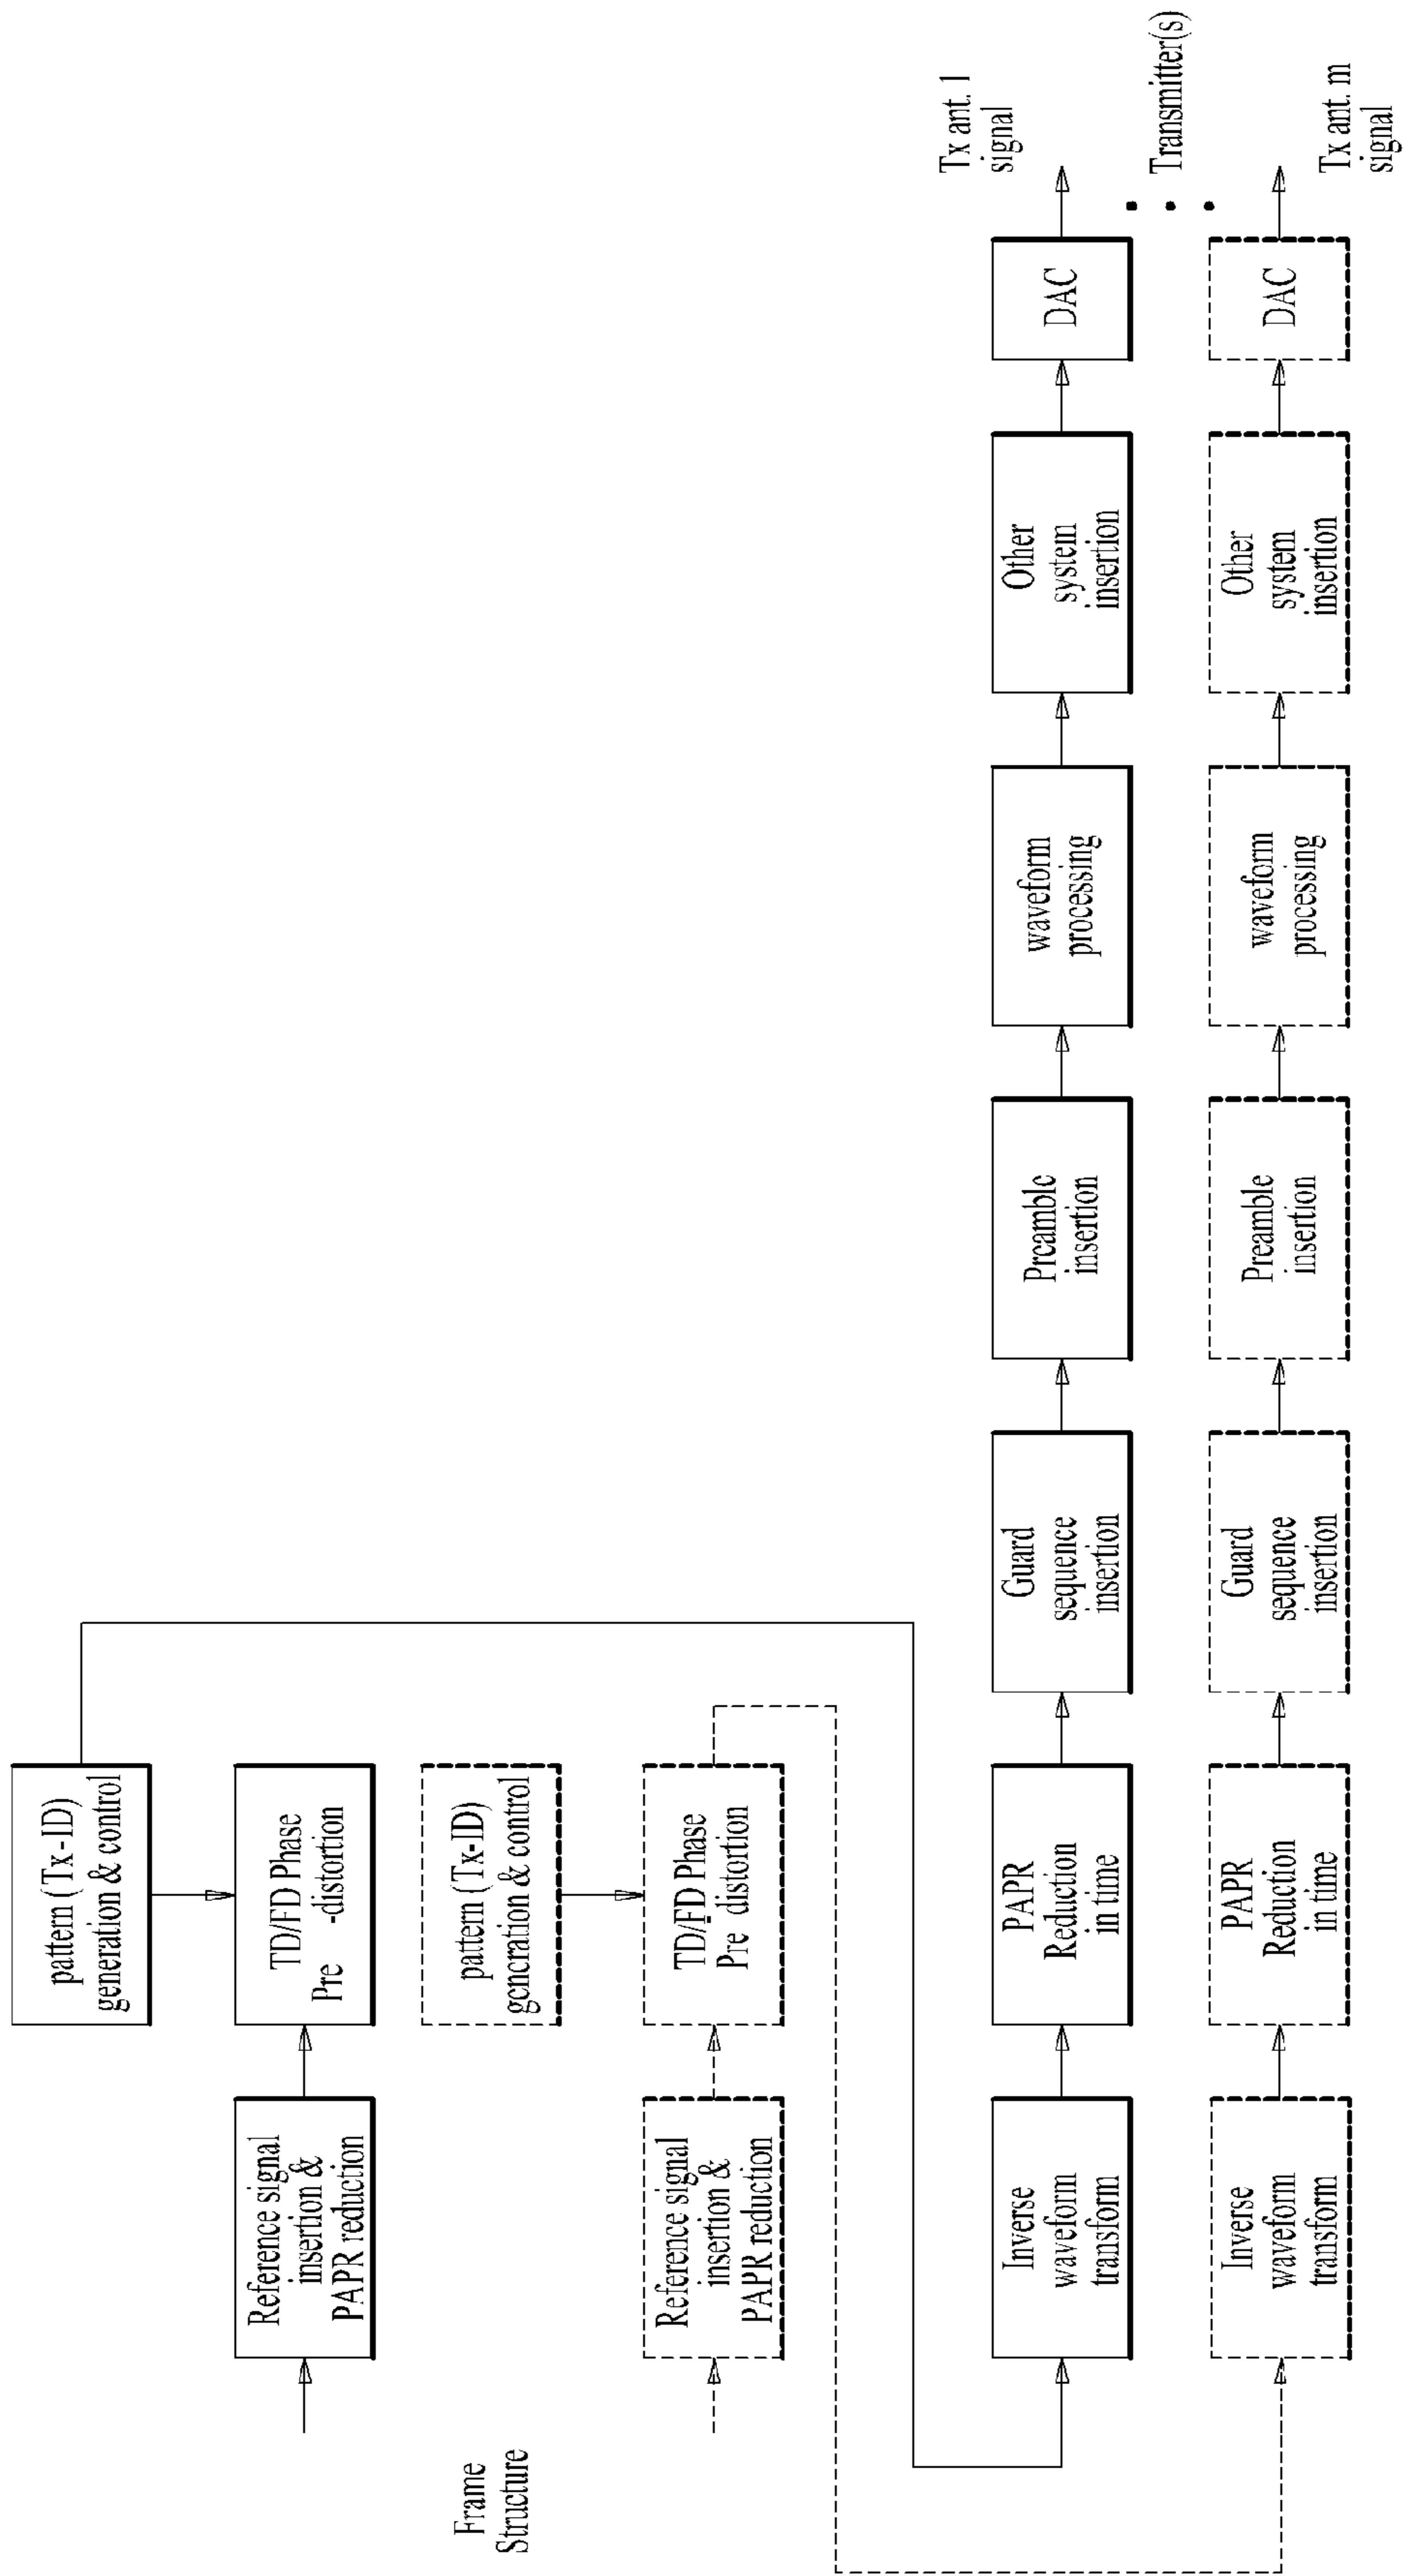 Frame
Structure
pattern (Tx-ID)
generation & control
Reference signal
insertion &
PAPR reduction
TD/FD Phase
Pre -distortion
pattern (Tx-ID)
generation & control
Reference signal
insertion &
PAPR reduction
TD/FD Phase
Pre - distortion
Inverse
waveform
transform
PAPR
Reduction
in time
Guard
sequence
insertion
Preamble
insertion
waveform
processing
Other
system
insertion
DAC
Tx ant. 1
signal
Transmitter(s)
Inverse
waveform
transform
PAPR
Reduction
in time
Guard
sequence
insertion
Preamble
insertion
waveform
processing
Other
system
insertion
DAC
Tx ant. m
signal